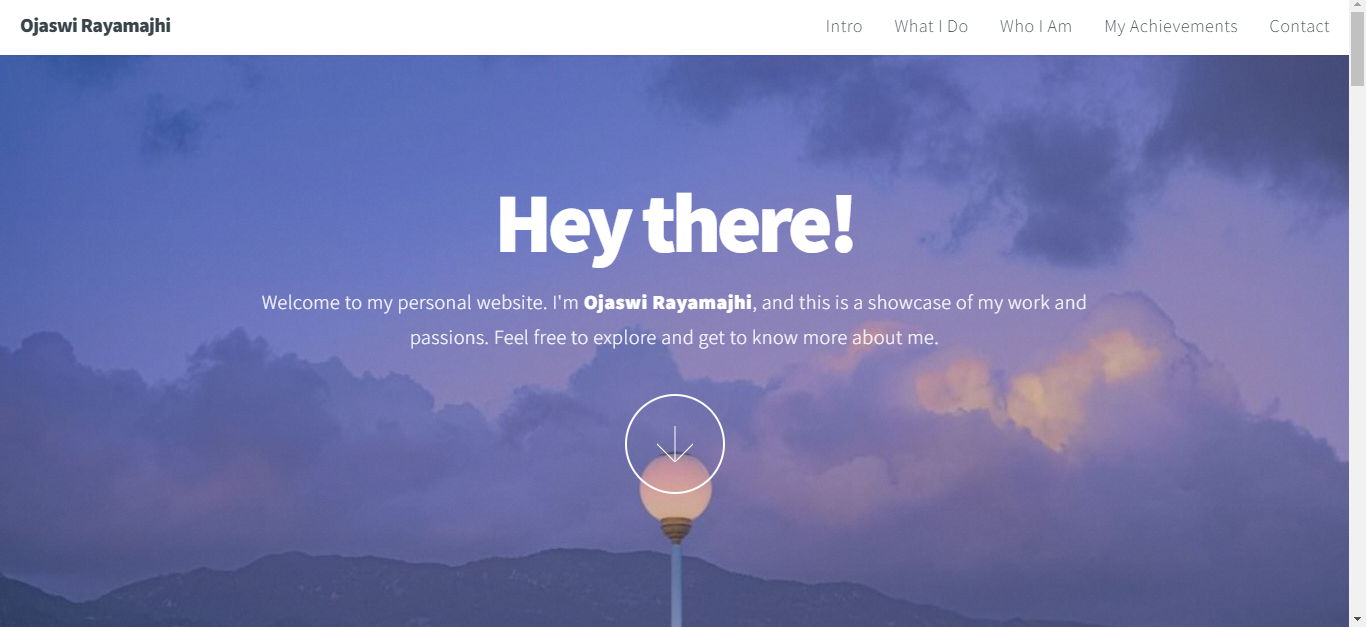 Ojaswi Rayamajhi
Intro What I Do Who I Am My Achievements Contact
Hey there!
Welcome to my personal website. I'm Ojaswi Rayamajhi, and this is a showcase of my work and
passions. Feel free to explore and get to know more about me.